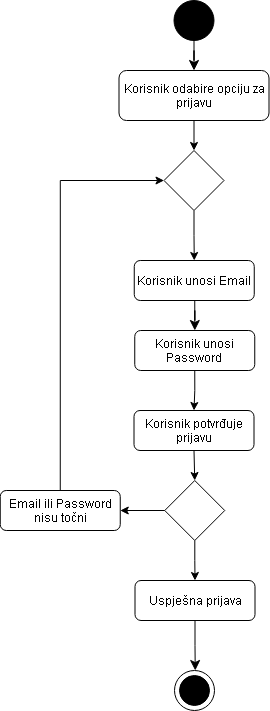 Korisnik odabire opciju za
prijavu
Korisnik unosi Email
Korisnik unosi
Password
Korisnik potvrđuje
prijavu
Email ili Password
nisu točni
Uspješna prijava